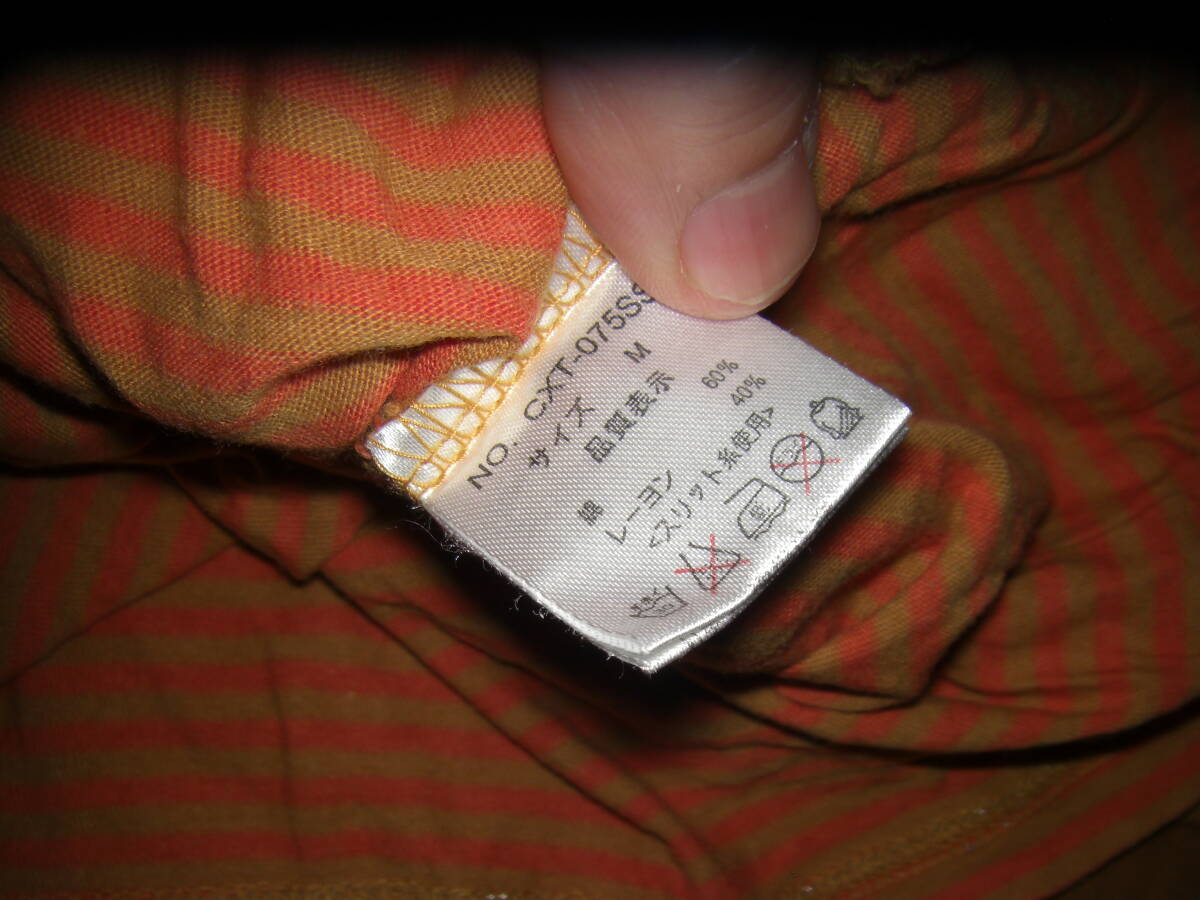 NO. CXT-075SS
サイズ M
品質表示
綿 60%
レーヨン 40%
<スリット糸使用>